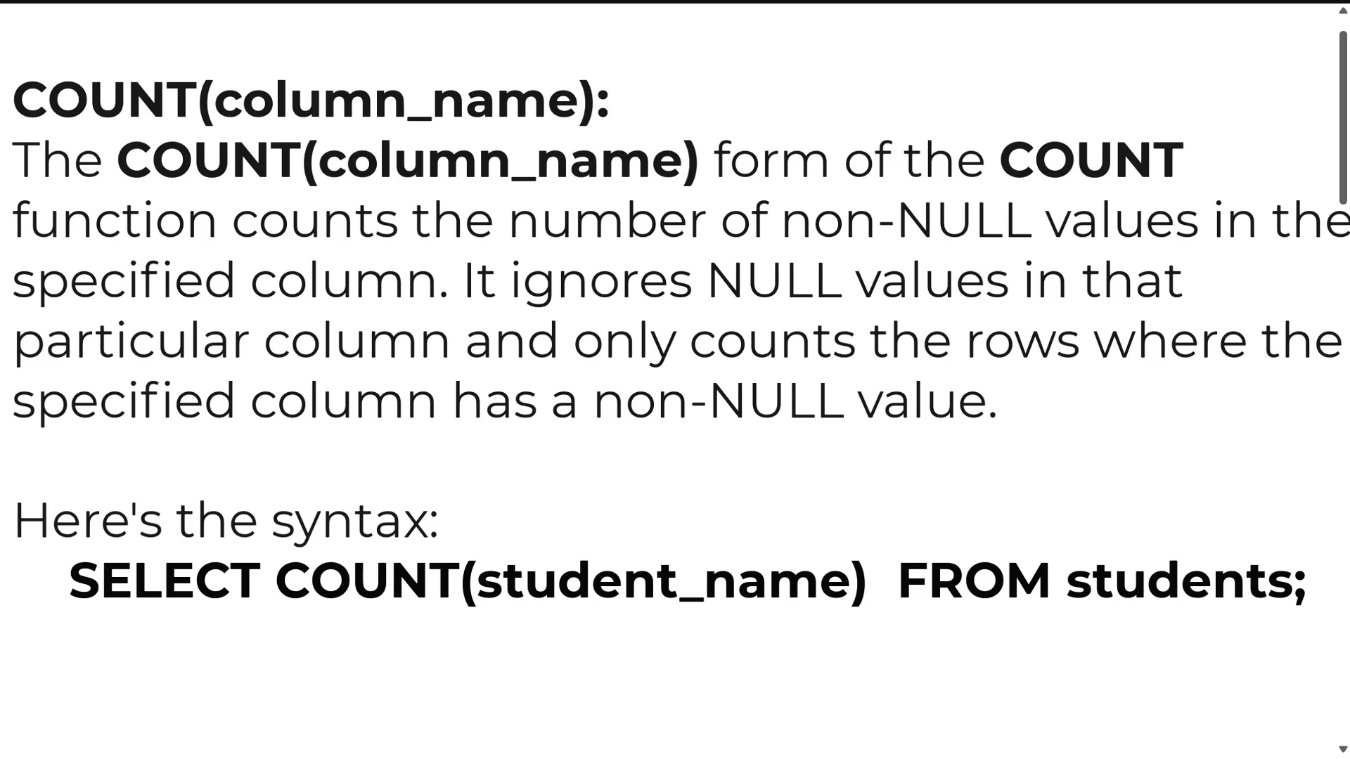 COUNT(column_name):
The COUNT(column_name) form of the COUNT
function counts the number of non-NULL values in the
specified column. It ignores NULL values in that
particular column and only counts the rows where the
specified column has a non-NULL value.
Here's the syntax:
SELECT COUNT(student_name)  FROM students;